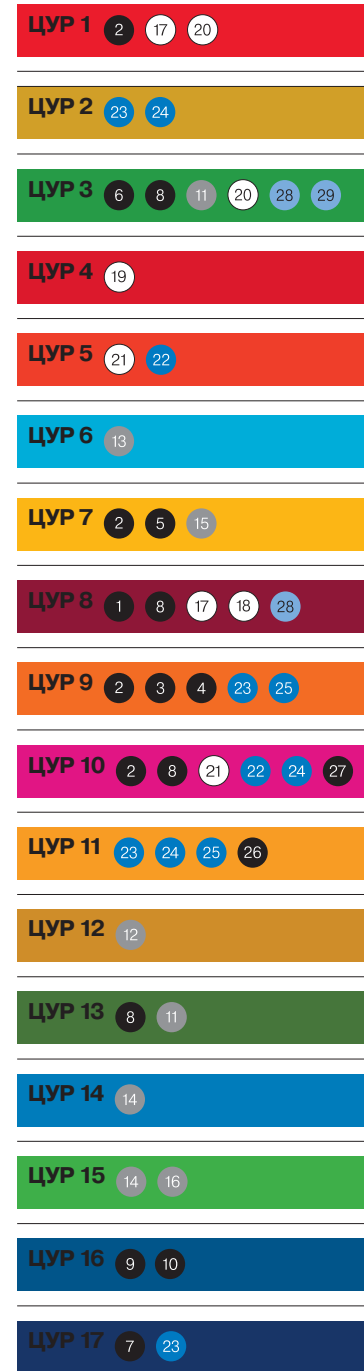 ЦУР 1 2 17 20
ЦУР 2 23 24
ЦУР 3 6 8 11 20 28 29
ЦУР 4 19
ЦУР 5 21 22
ЦУР 6 13
ЦУР 7 2 5 15
ЦУР 8 1 8 17 18 28
ЦУР 9 2 3 4 23 25
ЦУР 10 2 8 21 22 24 27
ЦУР 11 23 24 25 26
ЦУР 12 12
ЦУР 13 8 11
ЦУР 14 14
ЦУР 15 14 16
ЦУР 16 9 10
ЦУР 17 7 23